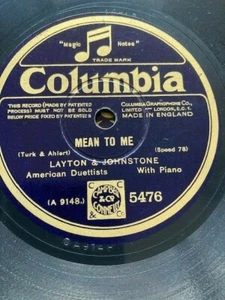 "Magic Notes"
TRADE MARK
Columbia
THIS RECORD (MADE BY PATENTED
PROCESS) MUST NOT BE SOLD
BELOW PRICE FIXED BY PATENTEES
COLUMBIA GRAPHOPHONE CO.,
LIMITED — LONDON, E.C.1
MADE IN ENGLAND
MEAN TO ME
(Turk & Ahlert)
(Speed 78)
LAYTON & JOHNSTONE
American Duettists
With Piano
(A 9148.)
& CO
5476